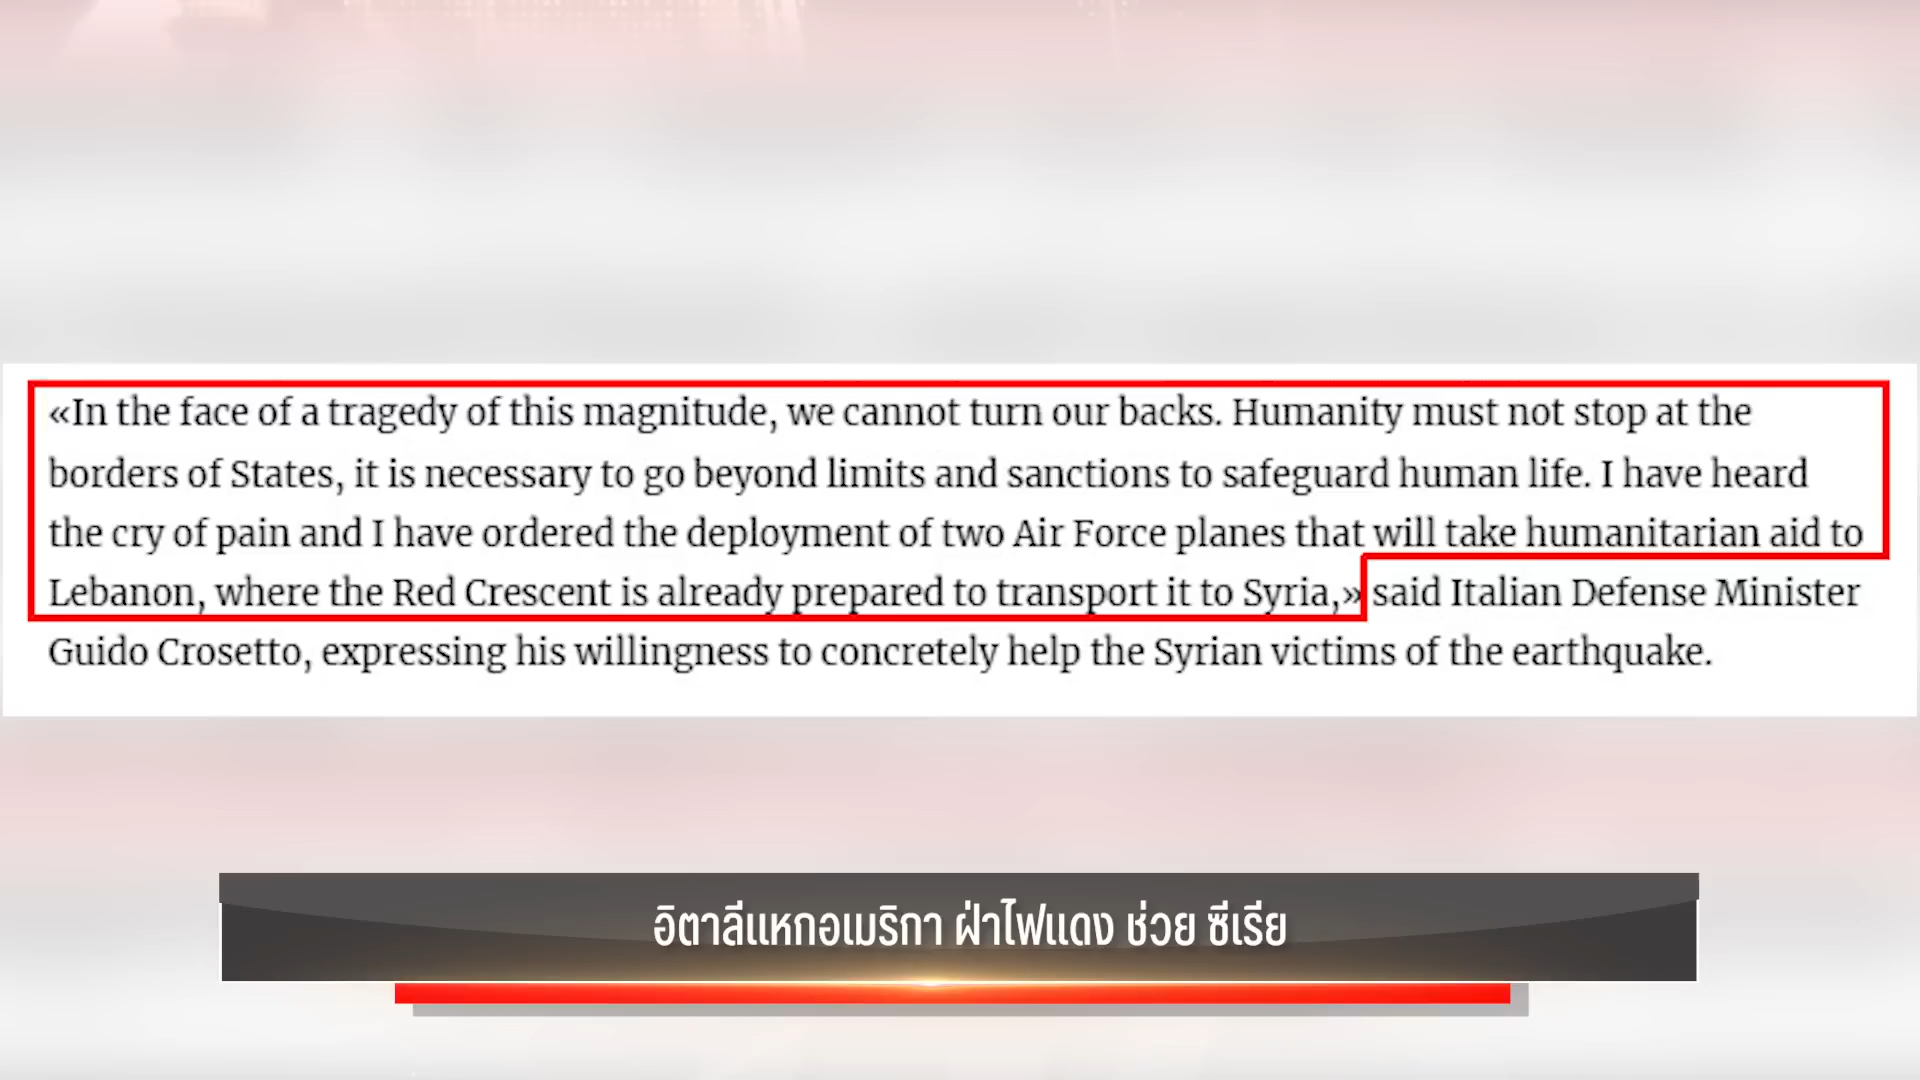 «In the face of a tragedy of this magnitude, we cannot turn our backs. Humanity must not stop at the
borders of States, it is necessary to go beyond limits and sanctions to safeguard human life. I have heard
the cry of pain and I have ordered the deployment of two Air Force planes that will take humanitarian aid to
Lebanon, where the Red Crescent is already prepared to transport it to Syria,» said Italian Defense Minister
Guido Crosetto, expressing his willingness to concretely help the Syrian victims of the earthquake.
อิตาลีแหกอเมริกา ฝ่าไฟแดง ช่วย ซีเรีย